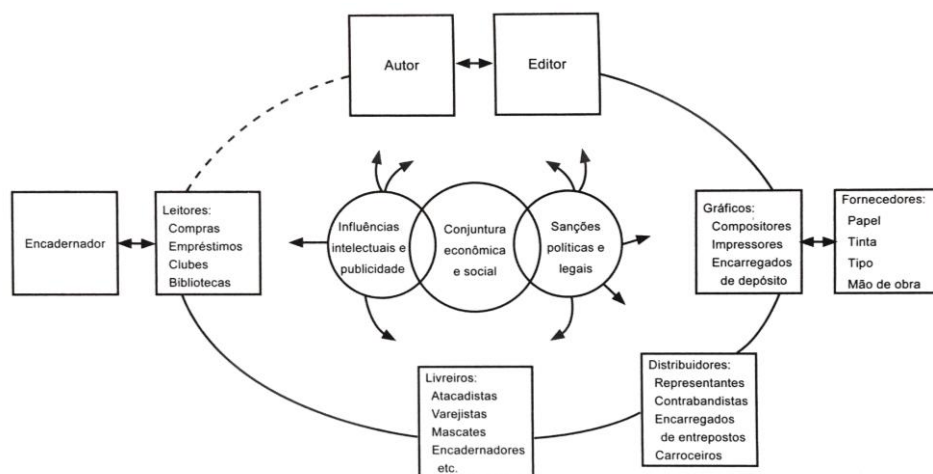 Autor
Editor
Encadernador
Leitores:
Compras
Empréstimos
Clubes
Bibliotecas
Influências
intelectuais e
publicidade
Conjuntura
econômica
e social
Sanções
políticas e
legais
Gráficos:
Compositores
Impressores
Encarregados
de depósito
Fornecedores:
Papel
Tinta
Tipo
Mão de obra
Livreiros:
Atacadistas
Varejistas
Mascates
Encadernadores
etc.
Distribuidores:
Representantes
Contrabandistas
Encarregados
de entrepostos
Carroceiros